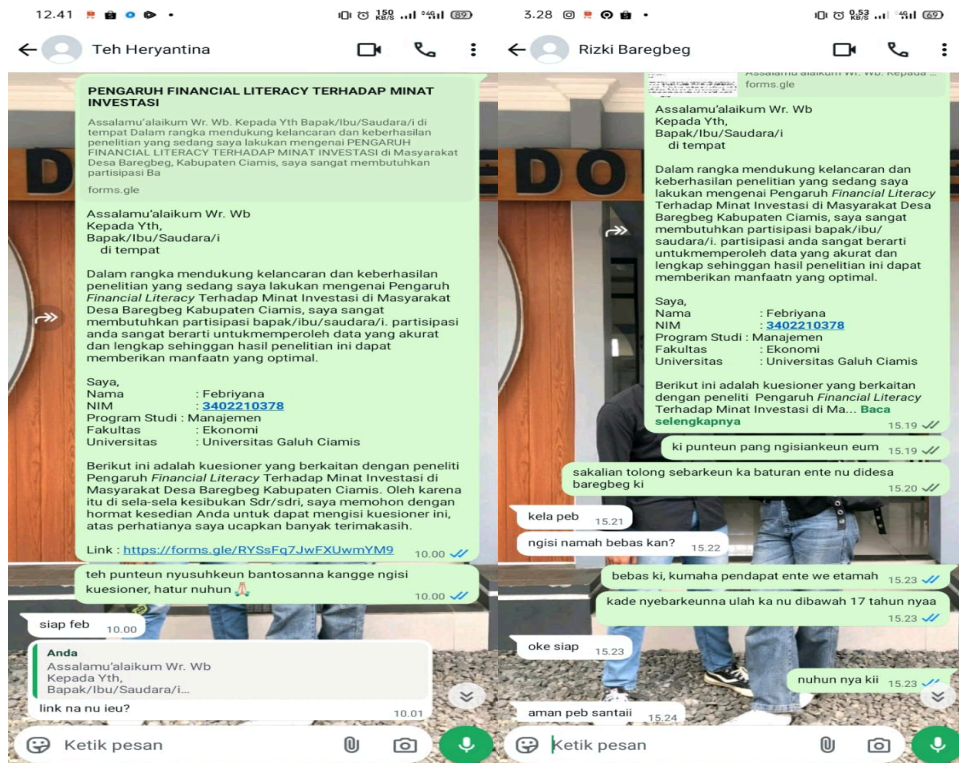 12.41
150 KB/S
89
Teh Heryantina
PENGARUH FINANCIAL LITERACY TERHADAP MINAT
INVESTASI
Assalamu'alaikum Wr. Wb. Kepada Yth Bapak/Ibu/Saudara/i di
tempat Dalam rangka mendukung kelancaran dan keberhasilan
penelitian yang sedang saya lakukan mengenai PENGARUH
FINANCIAL LITERACY TERHADAP MINAT INVESTASI di Masyarakat
Desa Baregbeg, Kabupaten Ciamis, saya sangat membutuhkan
partisipasi Ba
forms.gle
Assalamu'alaikum Wr. Wb
Kepada Yth,
Bapak/Ibu/Saudara/i
di tempat
Dalam rangka mendukung kelancaran dan keberhasilan
penelitian yang sedang saya lakukan mengenai Pengaruh
Financial Literacy Terhadap Minat Investasi di Masyarakat
Desa Baregbeg Kabupaten Ciamis, saya sangat
membutuhkan partisipasi bapak/ibu/saudara/i. partisipasi
anda sangat berarti untukmemperoleh data yang akurat
dan lengkap sehinggan hasil penelitian ini dapat
memberikan manfaatn yang optimal.
Saya,
Nama : Febriyana
NIM : 3402210378
Program Studi : Manajemen
Fakultas : Ekonomi
Universitas : Universitas Galuh Ciamis
Berikut ini adalah kuesioner yang berkaitan dengan peneliti
Pengaruh Financial Literacy Terhadap Minat Investasi di
Masyarakat Desa Baregbeg Kabupaten Ciamis. Oleh karena
itu di sela-sela kesibukan Sdr/sdri, saya memohon dengan
hormat kesedian Anda untuk dapat mengisi kuesioner ini,
atas perhatianya saya ucapkan banyak terimakasih.
Link : https://forms.gle/RYSsFq7JwFXUwmYM9 10.00
teh punteun nyusuhkeun bantosanna kangge ngisi
kuesioner, hatur nuhun 🙏🏻 10.00
siap feb 10.00
Anda
Assalamu'alaikum Wr. Wb
Kepada Yth,
Bapak/Ibu/Saudara/i...
link na nu ieu? 10.01
Ketik pesan
3.28
0,53 KB/S
69
Rizki Baregbeg
Assalamu'alaikum Wr. Wb. Kepada ...
forms.gle
Assalamu'alaikum Wr. Wb
Kepada Yth,
Bapak/Ibu/Saudara/i
di tempat
Dalam rangka mendukung kelancaran dan
keberhasilan penelitian yang sedang saya
lakukan mengenai Pengaruh Financial Literacy
Terhadap Minat Investasi di Masyarakat Desa
Baregbeg Kabupaten Ciamis, saya sangat
membutuhkan partisipasi bapak/ibu/
saudara/i. partisipasi anda sangat berarti
untukmemperoleh data yang akurat dan
lengkap sehinggan hasil penelitian ini dapat
memberikan manfaatn yang optimal.
Saya,
Nama : Febriyana
NIM : 3402210378
Program Studi : Manajemen
Fakultas : Ekonomi
Universitas : Universitas Galuh Ciamis
Berikut ini adalah kuesioner yang berkaitan
dengan peneliti Pengaruh Financial Literacy
Terhadap Minat Investasi di Ma... Baca
selengkapnya 15.19
ki punteun pang ngisiankeun eum 15.19
sakalian tolong sebarkeun ka baturan ente nu didesa
baregbeg ki 15.20
kela peb 15.21
ngisi namah bebas kan? 15.22
bebas ki, kumaha pendapat ente we etamah 15.23
kade nyebarkeunna ulah ka nu dibawah 17 tahun nyaa
15.23
oke siap 15.23
nuhun nya kii 15.23
aman peb santaii 15.24
Ketik pesan